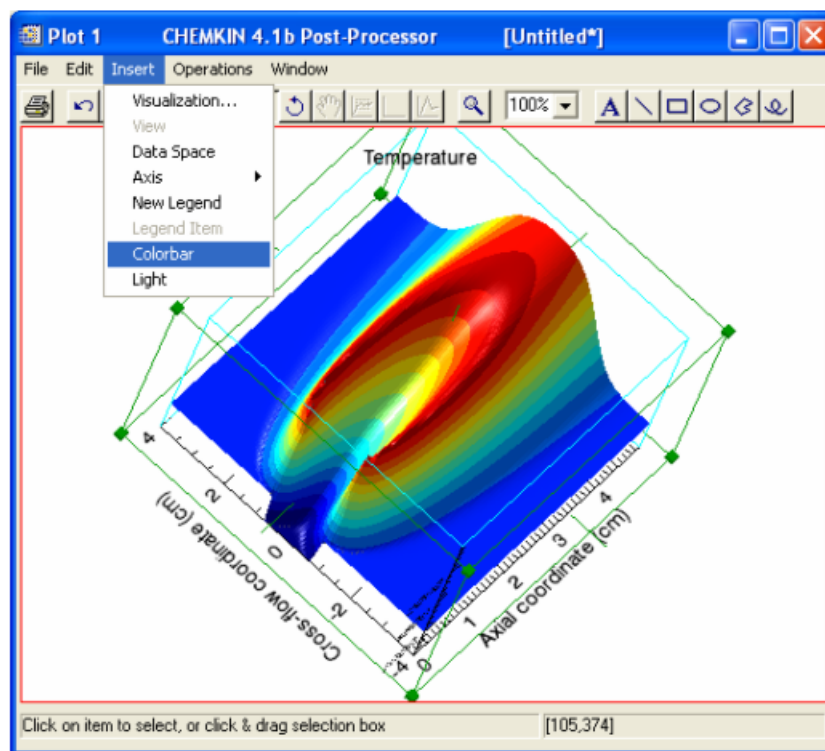 Plot 1 CHEMKIN 4.1b Post-Processor [Untitled*]
File Edit Insert Operations Window
100% A
Visualization...
View
Data Space
Axis
New Legend
Legend Item
Colorbar
Light
Temperature
4 2 0 -2 -4
Cross-flow coordinate (cm)
0 1 2 3 4
Axial coordinate (cm)
Click on item to select, or click & drag selection box [105,374]